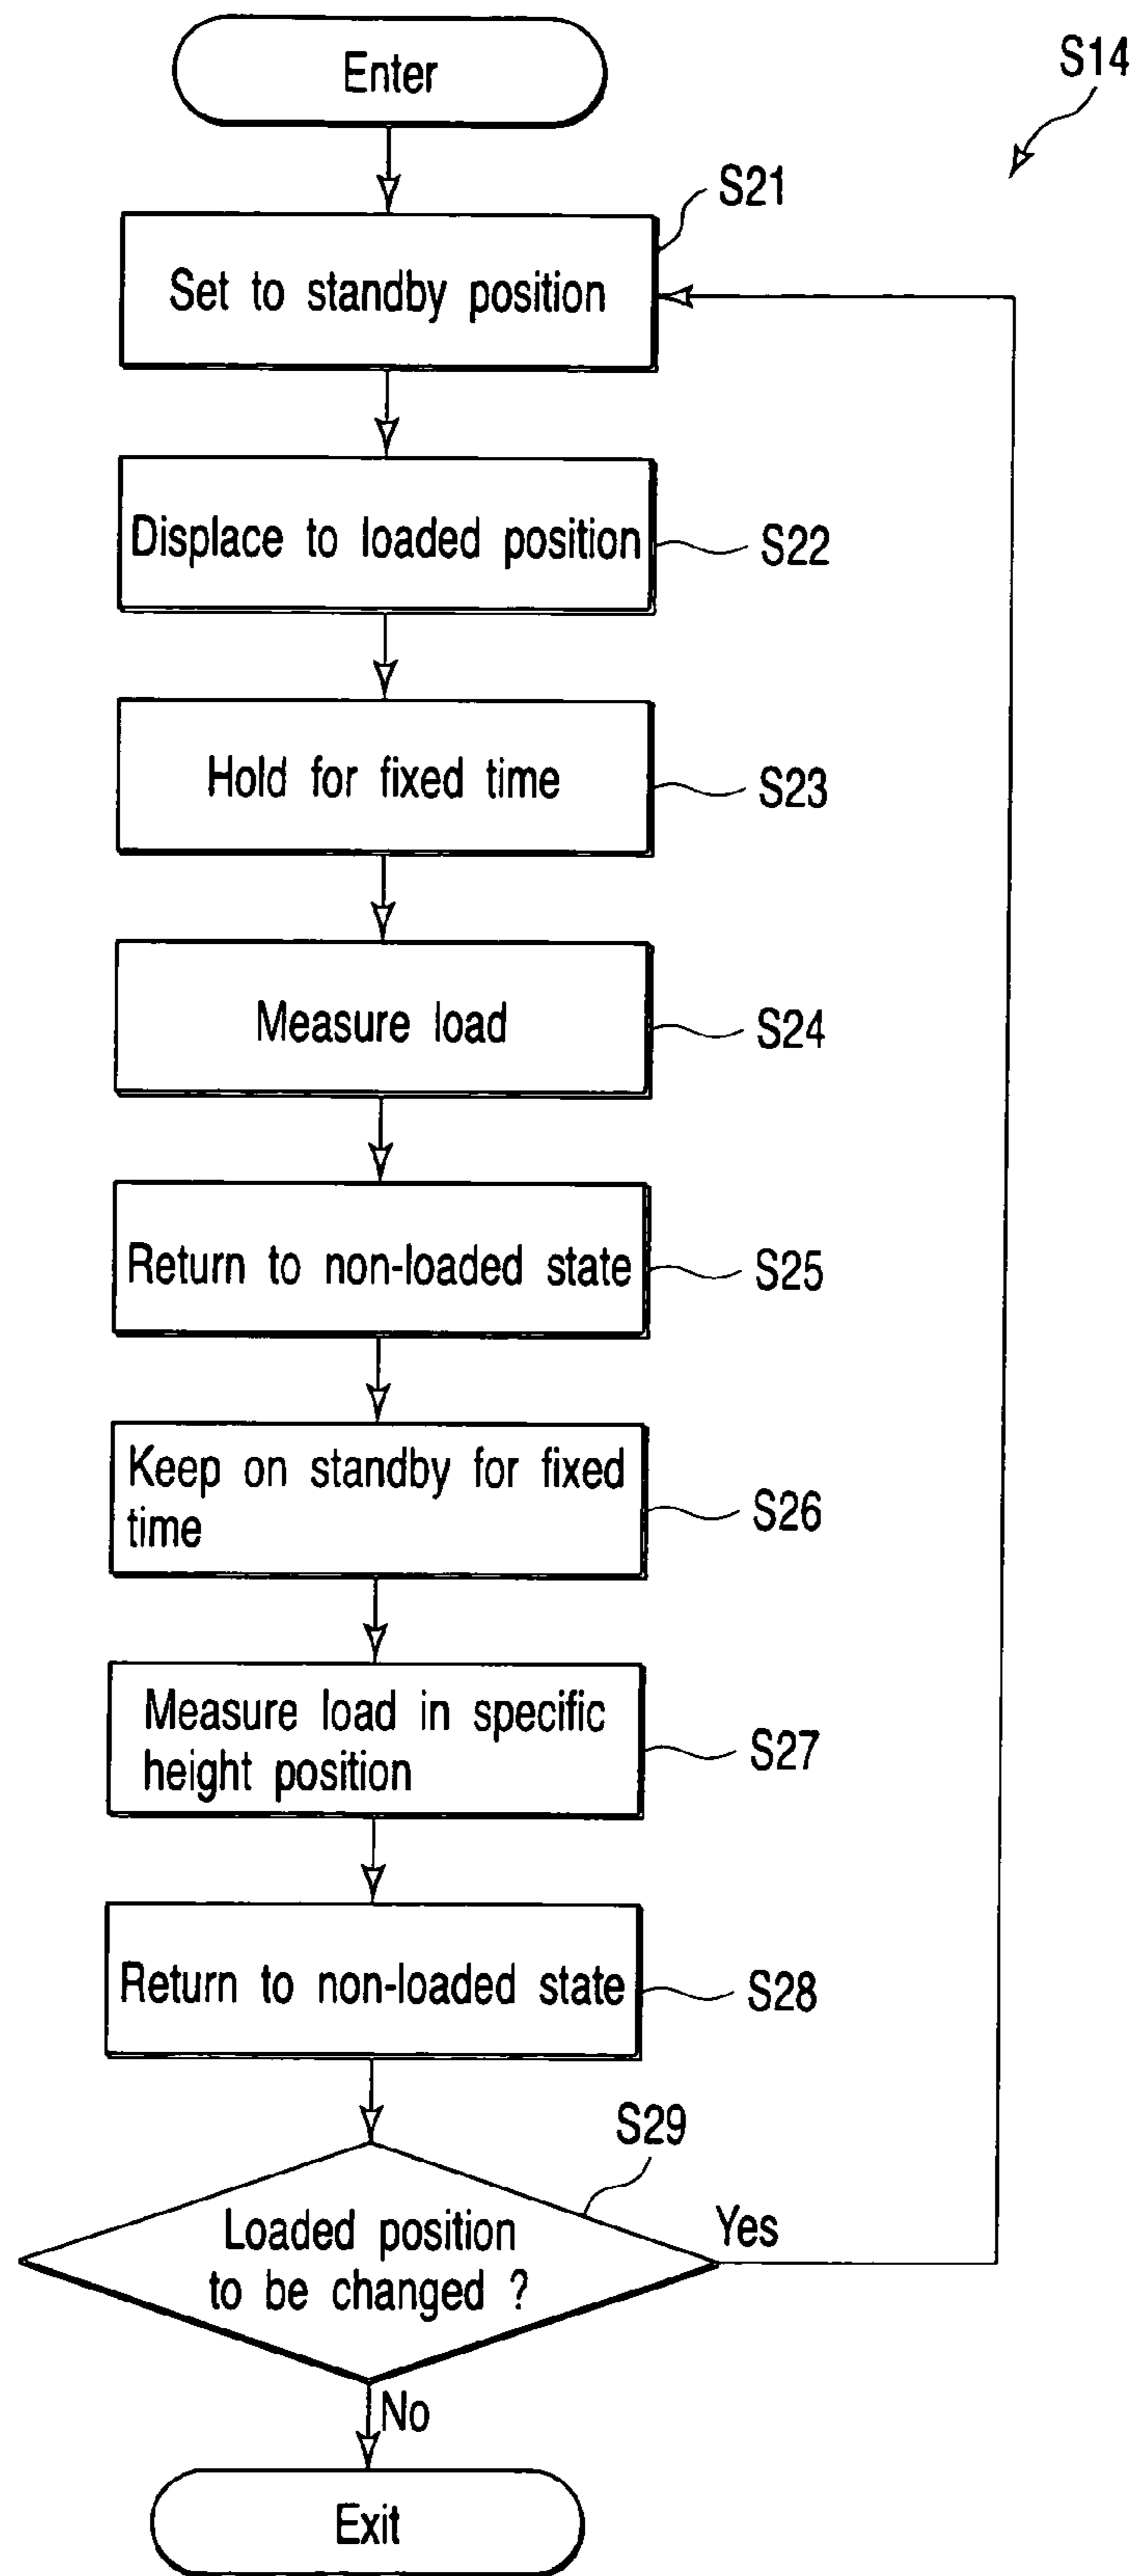 Enter
S14
S21
Set to standby position
Displace to loaded position
S22
Hold for fixed time
S23
Measure load
S24
Return to non-loaded state
S25
Keep on standby for fixed
time
S26
Measure load in specific
height position
S27
Return to non-loaded state
S28
S29
Loaded position
to be changed ?
Yes
No
Exit